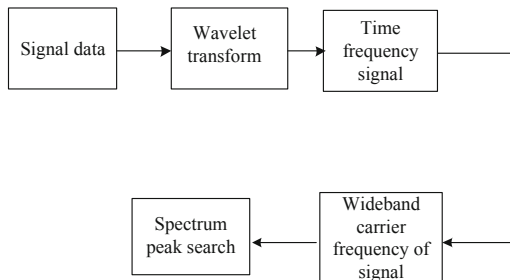 Signal data
Wavelet
transform
Time
frequency
signal
Spectrum
peak search
Wideband
carrier
frequency of
signal